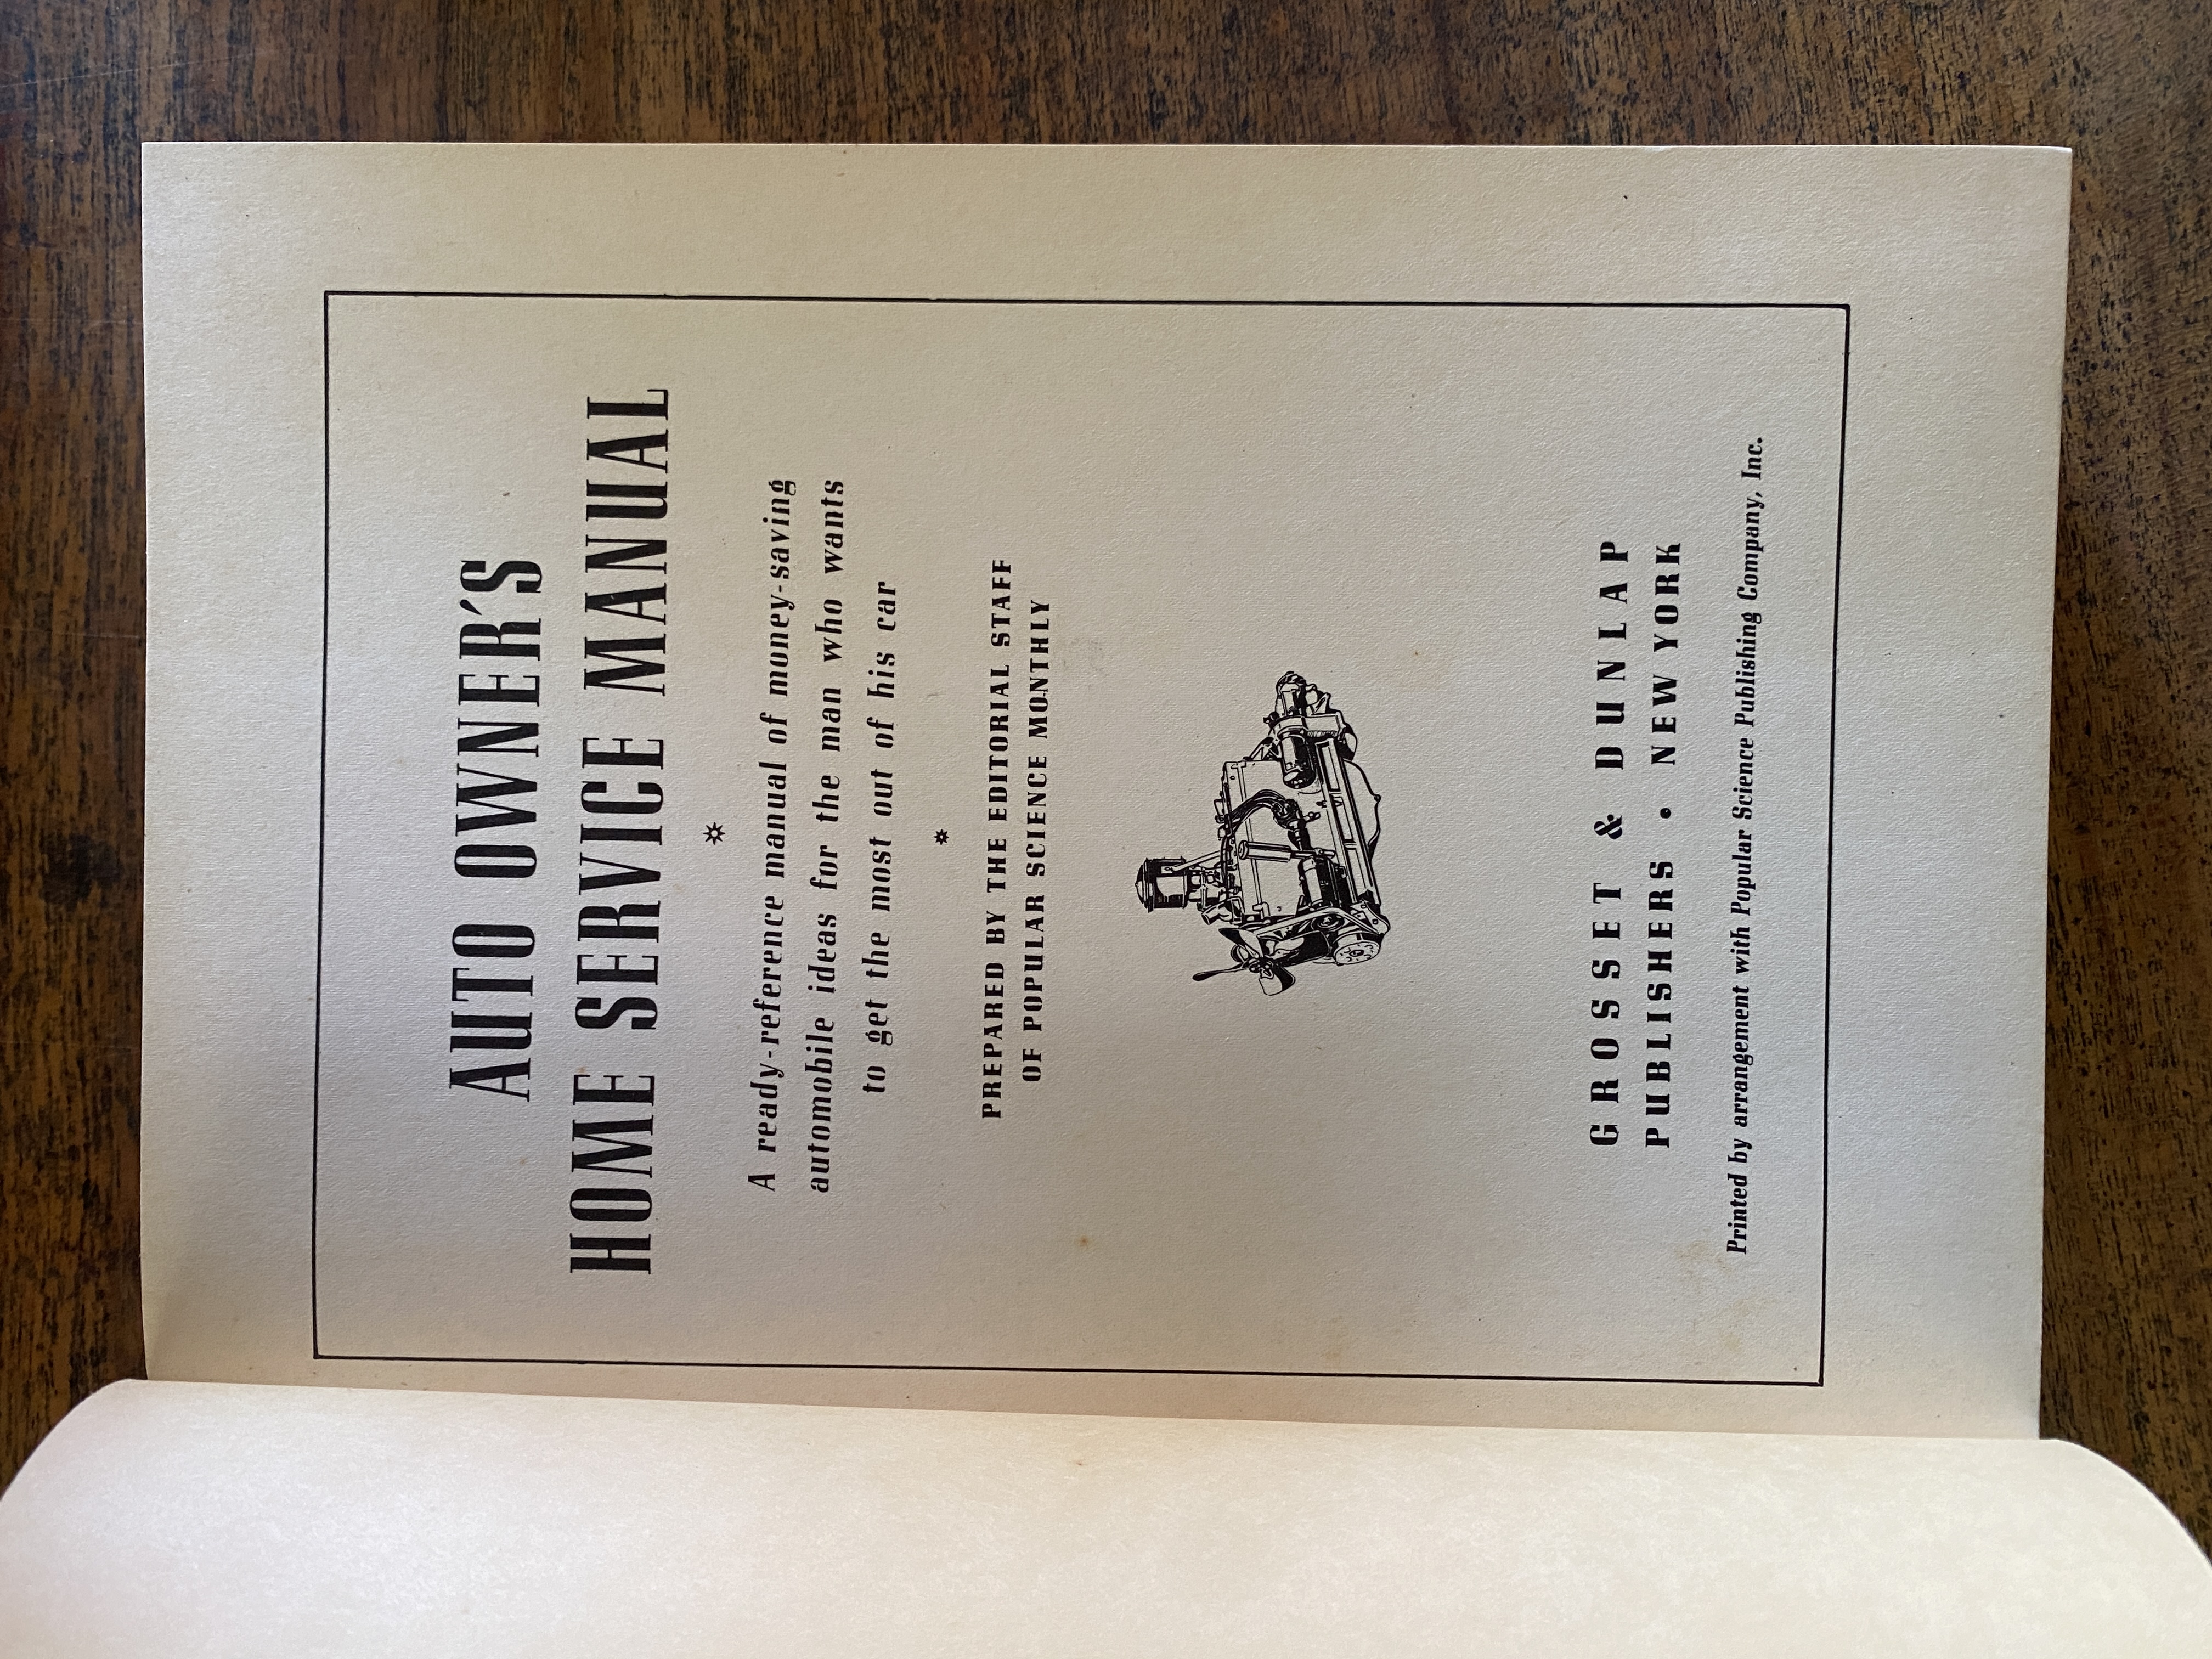 AUTO OWNER'S
HOME SERVICE MANUAL
A ready-reference manual of money-saving
automobile ideas for the man who wants
to get the most out of his car
PREPARED BY THE EDITORIAL STAFF
OF POPULAR SCIENCE MONTHLY
GROSSET & DUNLAP
PUBLISHERS • NEW YORK
Printed by arrangement with Popular Science Publishing Company, Inc.